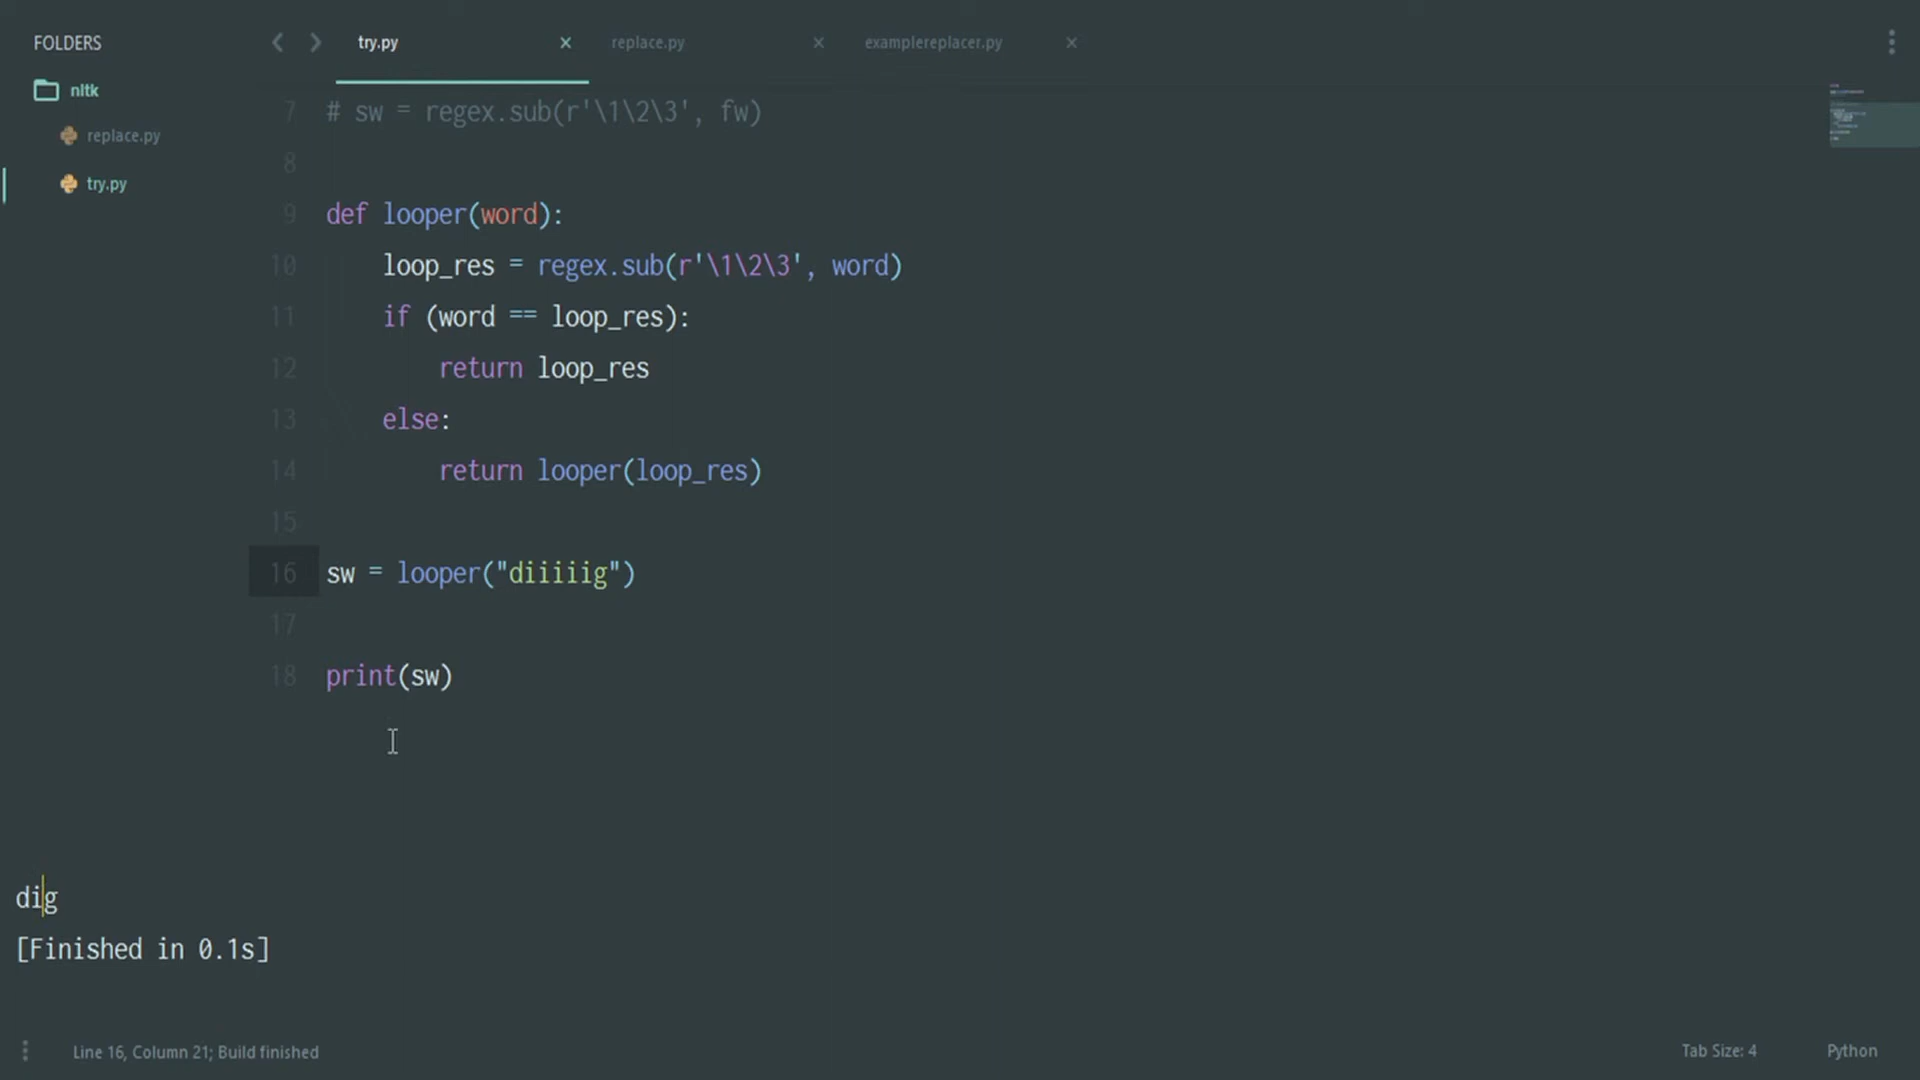 FOLDERS
nltk
replace.py
try.py
try.py
replace.py
examplereplacer.py
7 # sw = regex.sub(r'\1\2\3', fw)
8
9 def looper(word):
10     loop_res = regex.sub(r'\1\2\3', word)
11     if (word == loop_res):
12         return loop_res
13     else:
14         return looper(loop_res)
15
16 sw = looper("diiiiig")
17
18 print(sw)
dig
[Finished in 0.1s]
Line 16, Column 21; Build finished
Tab Size: 4
Python